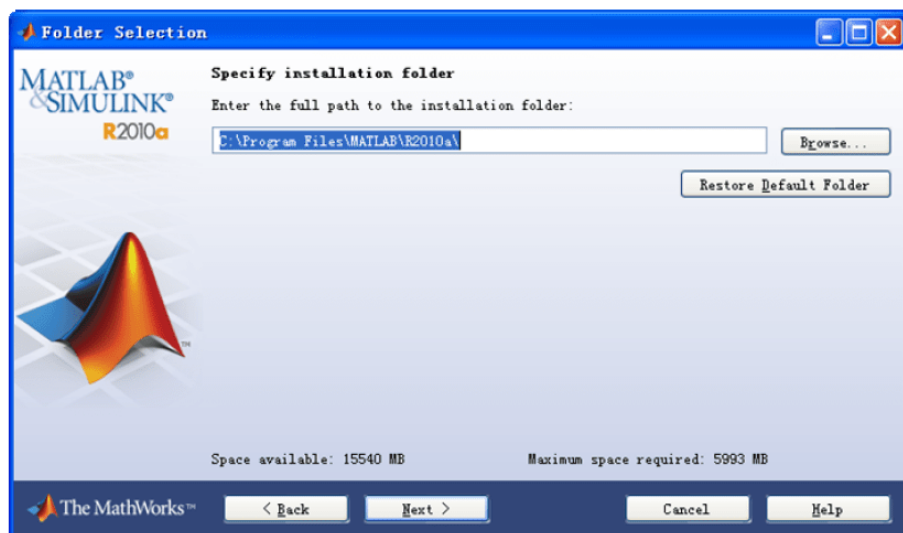 Folder Selection
MATLAB®
&SIMULINK®
R2010a
Specify installation folder
Enter the full path to the installation folder:
C:\Program Files\MATLAB\R2010a\
Browse...
Restore Default Folder
TM
Space available: 15540 MB
Maximum space required: 5993 MB
The MathWorks™
< Back
Next >
Cancel
Help